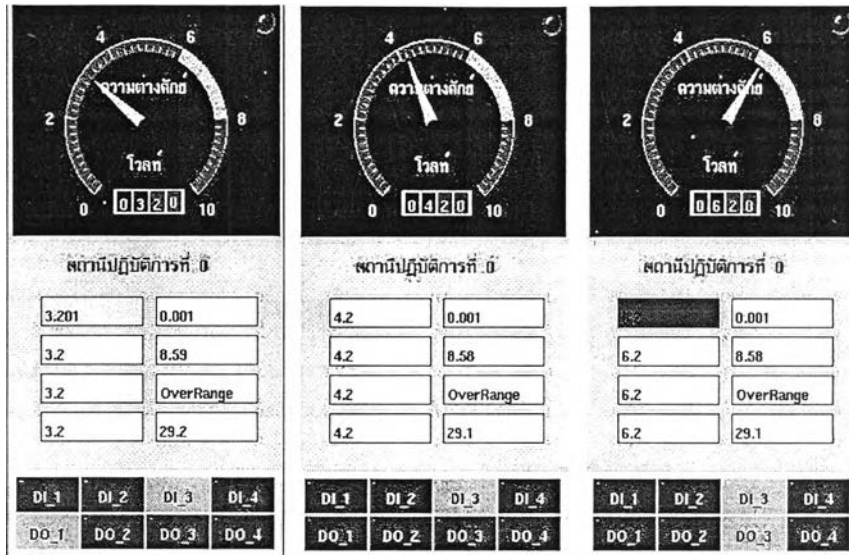 4 6
ความต่างศักย์
2 8
โวลท์
0 0320 10
สถานีปฏิบัติการที่ 0
3.201 0.001
3.2 8.59
3.2 OverRange
3.2 29.2
DI_1 DI_2 DI_3 DI_4
DO_1 DO_2 DO_3 DO_4
4 6
ความต่างศักย์
2 8
โวลท์
0 0420 10
สถานีปฏิบัติการที่ 0
4.2 0.001
4.2 8.58
4.2 OverRange
4.2 29.1
DI_1 DI_2 DI_3 DI_4
DO_1 DO_2 DO_3 DO_4
4 6
ความต่างศักย์
2 8
โวลท์
0 0620 10
สถานีปฏิบัติการที่ 0
6.2 0.001
6.2 8.58
6.2 OverRange
6.2 29.1
DI_1 DI_2 DI_3 DI_4
DO_1 DO_2 DO_3 DO_4